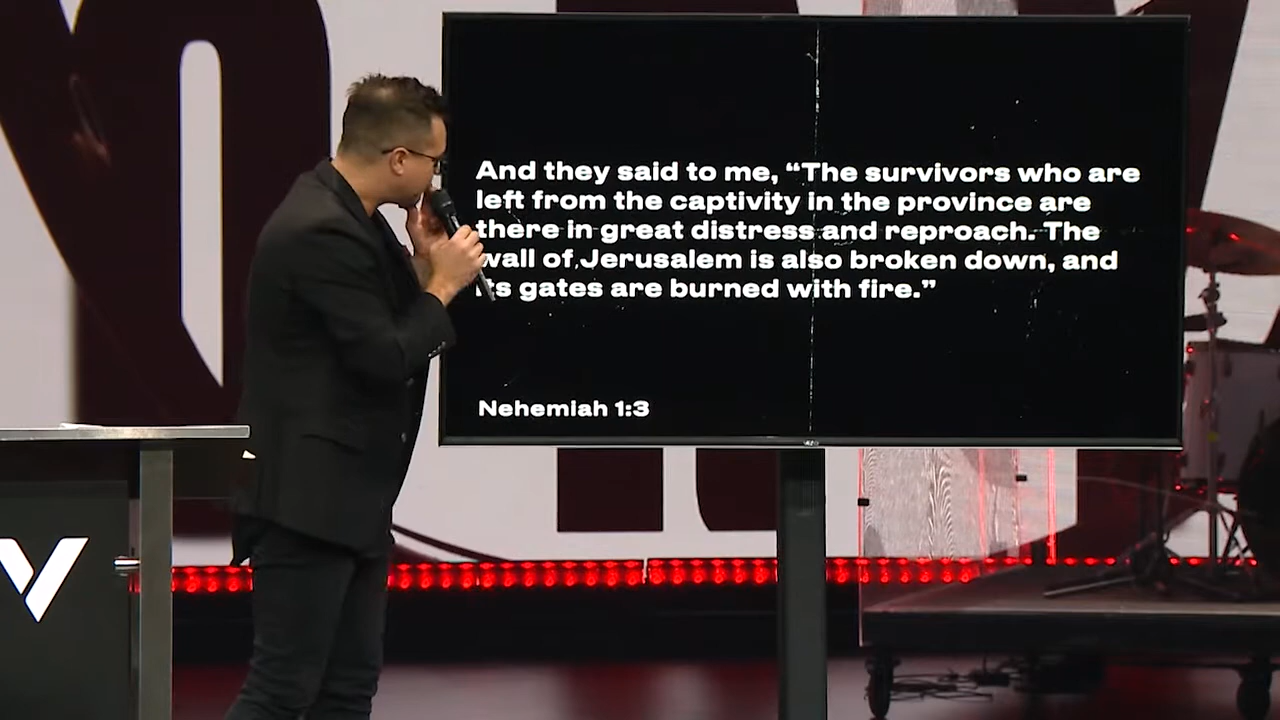 And they said to me, “The survivors who are
left from the captivity in the province are
there in great distress and reproach. The
wall of Jerusalem is also broken down, and
its gates are burned with fire.”
Nehemiah 1:3